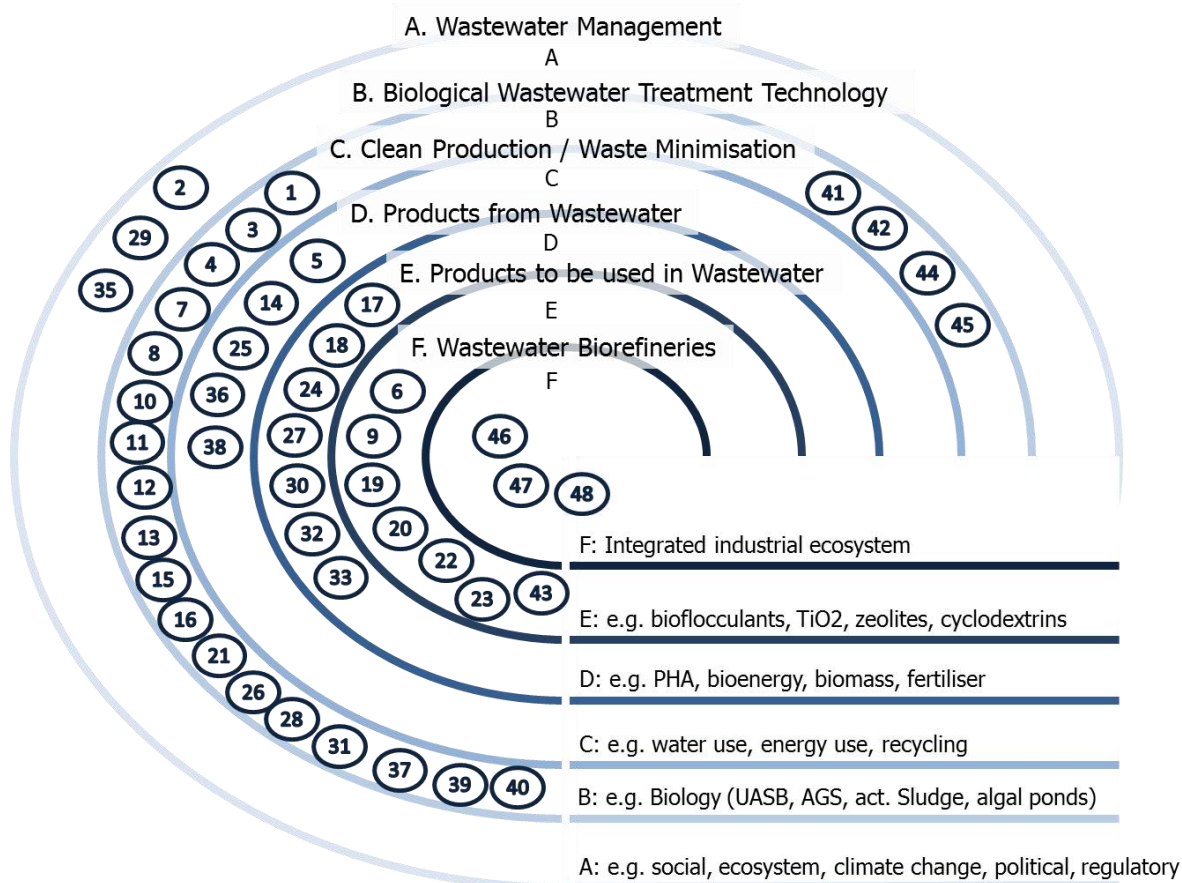 A. Wastewater Management
A
B. Biological Wastewater Treatment Technology
B
C. Clean Production / Waste Minimisation
C
2
1
41
D. Products from Wastewater
3
42
29
D
4
5
44
E. Products to be used in Wastewater
35
14
17
7
E
45
25
18
8
F. Wastewater Biorefineries
F
24
6
36
10
27
9
46
11
38
12
30
19
47
48
32
20
13
F: Integrated industrial ecosystem
22
33
15
23
43
16
E: e.g. bioflocculants, TiO2, zeolites, cyclodextrins
21
D: e.g. PHA, bioenergy, biomass, fertiliser
26
28
31
C: e.g. water use, energy use, recycling
37
39
40
B: e.g. Biology (UASB, AGS, act. Sludge, algal ponds)
A: e.g. social, ecosystem, climate change, political, regulatory